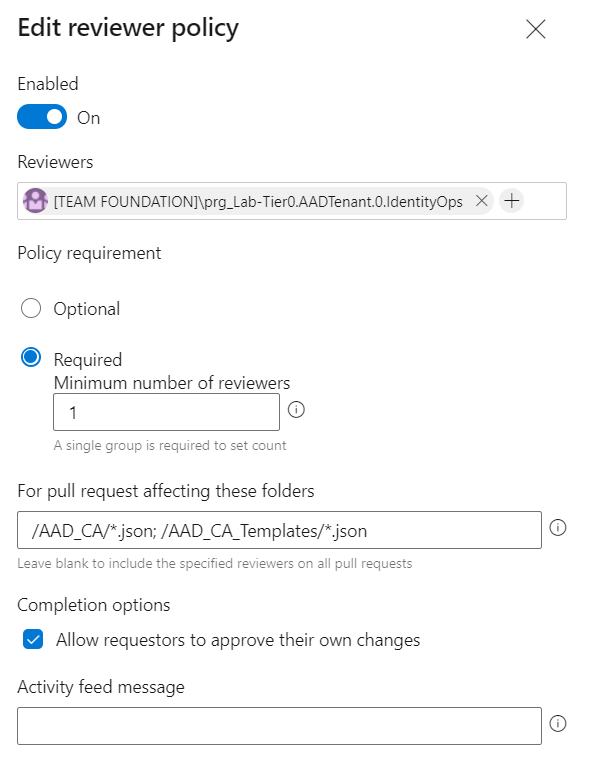 Edit reviewer policy
Enabled
On
Reviewers
[TEAM FOUNDATION]\prg_Lab-Tier0.AADTenant.0.IdentityOps
Policy requirement
Optional
Required
Minimum number of reviewers
1
A single group is required to set count
For pull request affecting these folders
/AAD_CA/*.json; /AAD_CA_Templates/*.json
Leave blank to include the specified reviewers on all pull requests
Completion options
Allow requestors to approve their own changes
Activity feed message